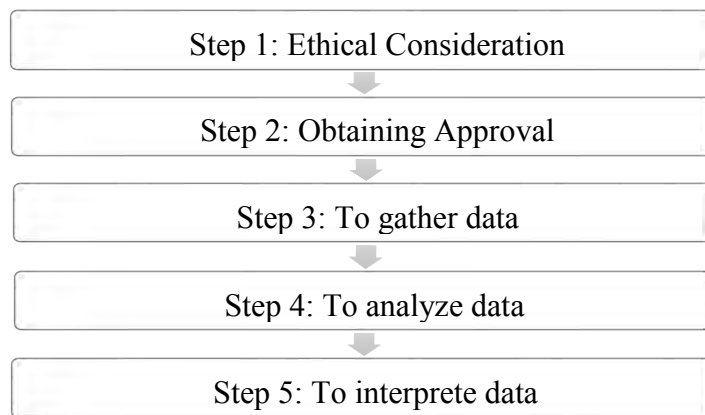 Step 1: Ethical Consideration
Step 2: Obtaining Approval
Step 3: To gather data
Step 4: To analyze data
Step 5: To interprete data